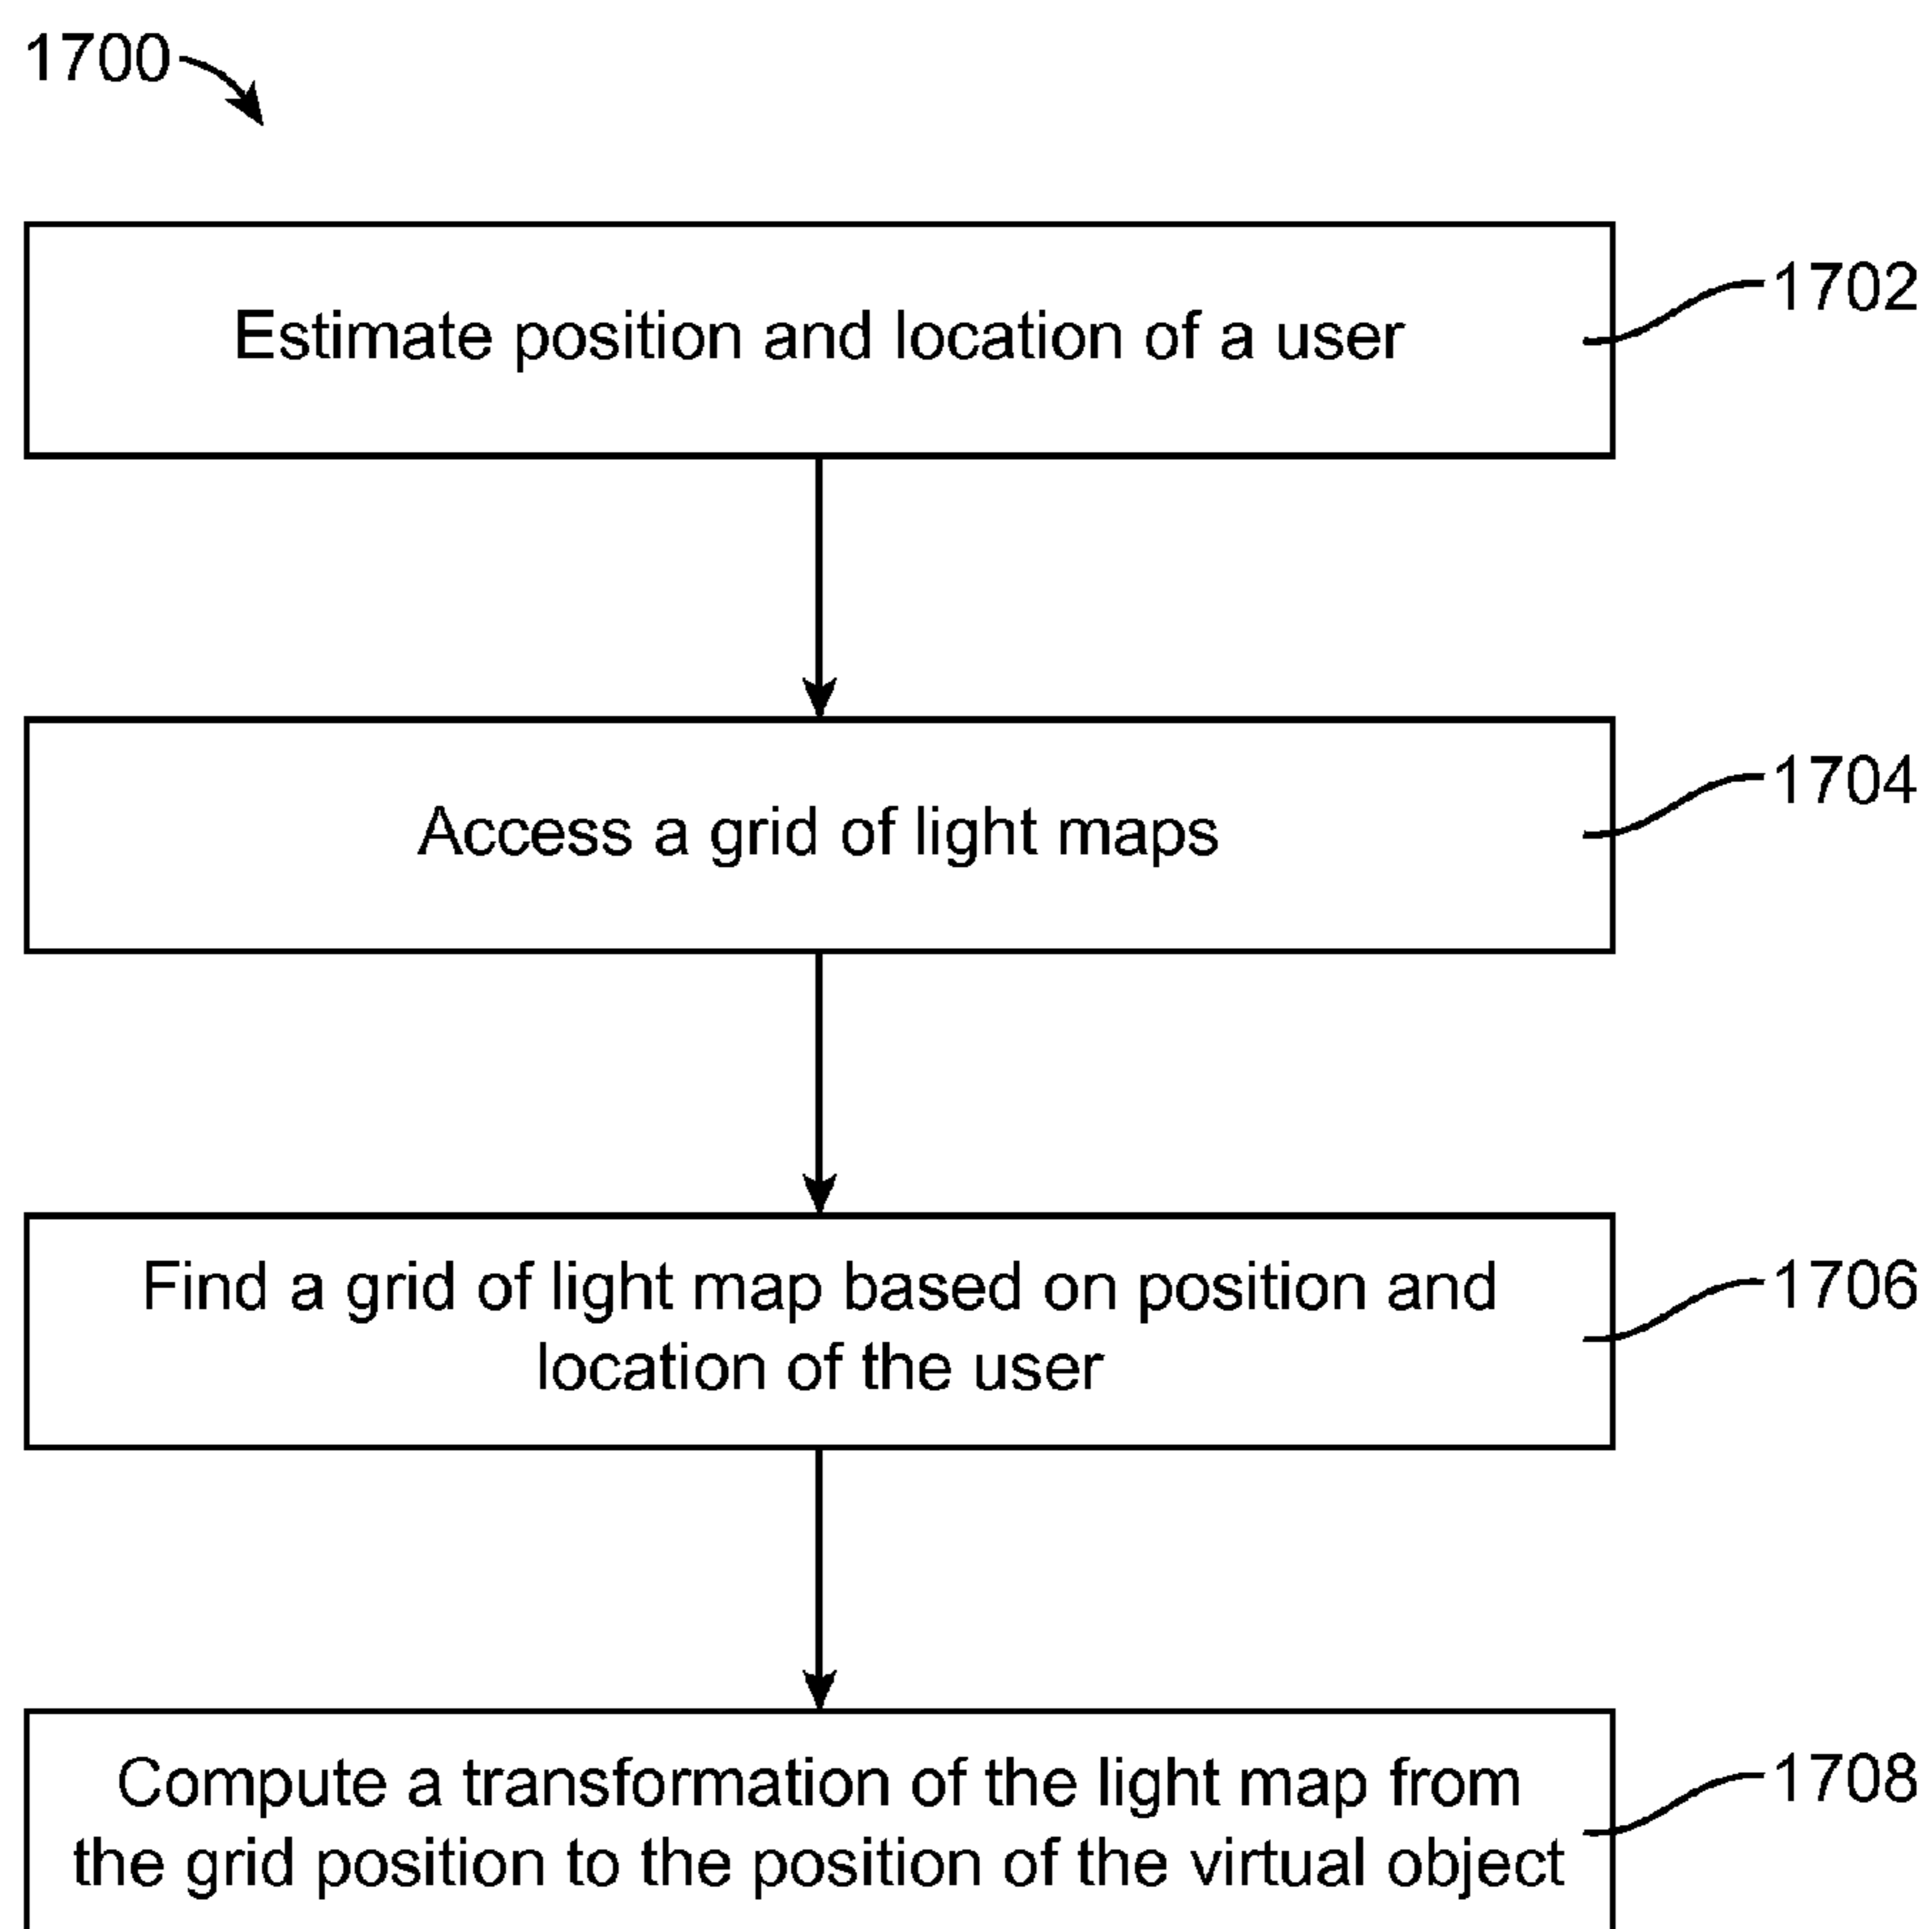 1700
Estimate position and location of a user
1702
Access a grid of light maps
1704
Find a grid of light map based on position and
location of the user
1706
Compute a transformation of the light map from
the grid position to the position of the virtual object
1708